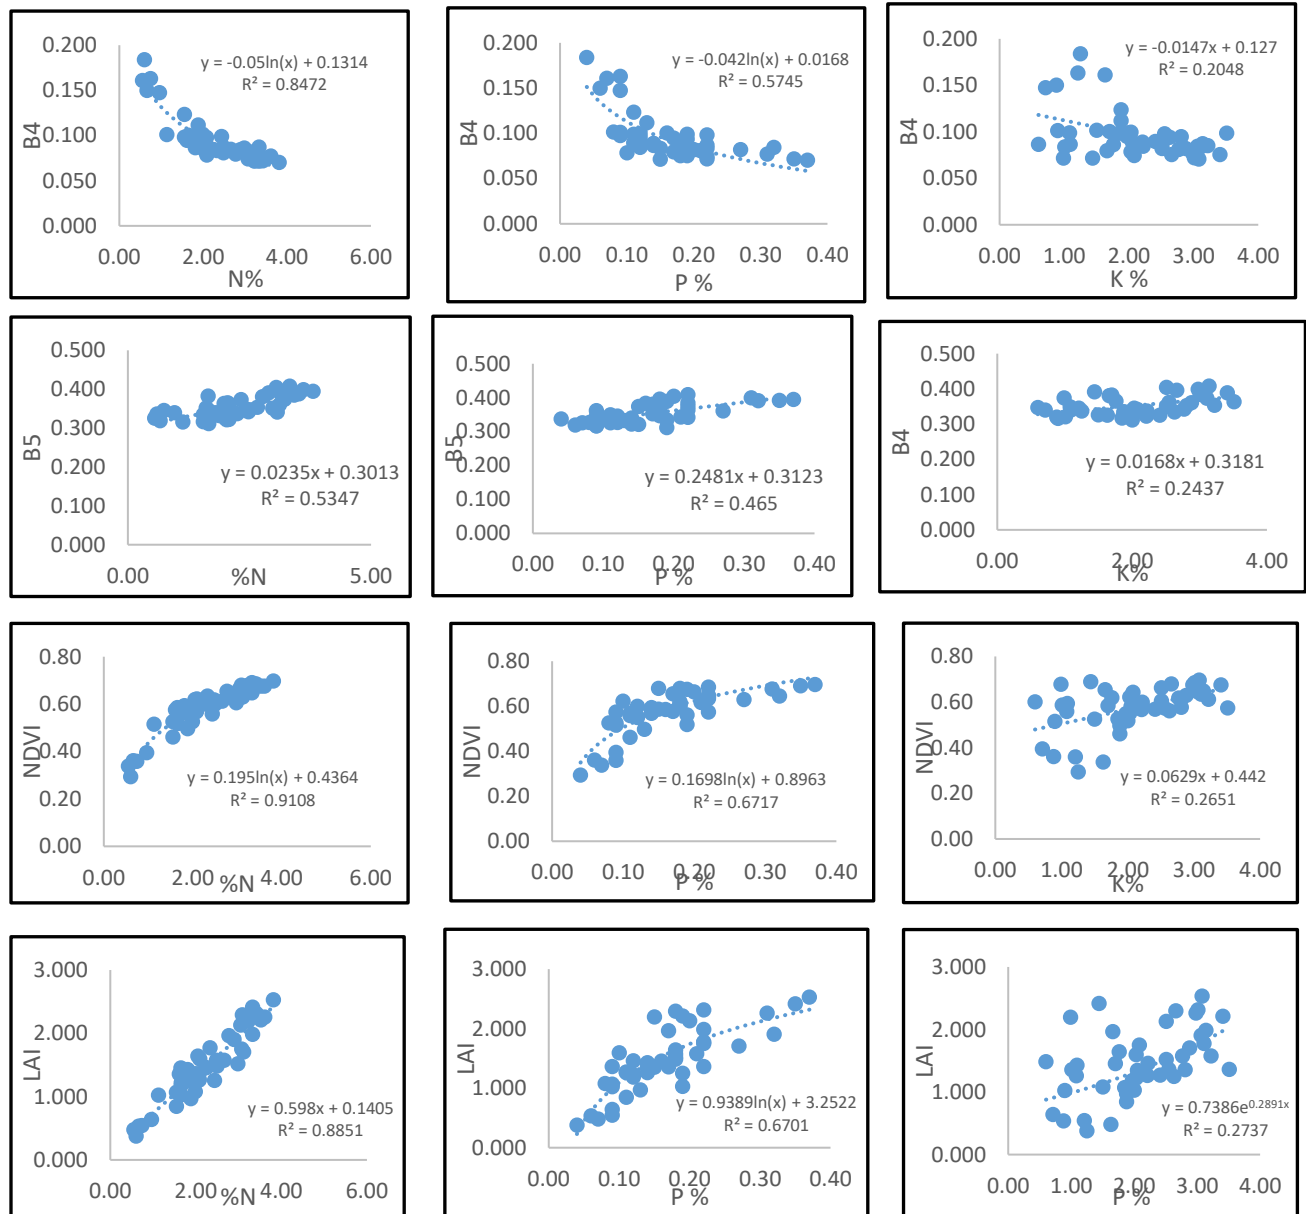 0.200
0.150
0.100
0.050
0.000
B4
y = -0.05ln(x) + 0.1314
R² = 0.8472
0.00 2.00 4.00 6.00
N%
0.200
0.150
0.100
0.050
0.000
B4
y = -0.042ln(x) + 0.0168
R² = 0.5745
0.00 0.10 0.20 0.30 0.40
P %
0.200
0.150
0.100
0.050
0.000
B4
y = -0.0147x + 0.127
R² = 0.2048
0.00 1.00 2.00 3.00 4.00
K %
0.500
0.400
0.300
0.200
0.100
0.000
B5
y = 0.0235x + 0.3013
R² = 0.5347
0.00 5.00
%N
0.500
0.400
0.300
0.200
0.100
0.000
B5
y = 0.2481x + 0.3123
R² = 0.465
0.00 0.10 0.20 0.30 0.40
P %
0.500
0.400
0.300
0.200
0.100
0.000
B4
y = 0.0168x + 0.3181
R² = 0.2437
0.00 2.00 4.00
K%
0.80
0.60
0.40
0.20
0.00
NDVI
y = 0.195ln(x) + 0.4364
R² = 0.9108
0.00 2.00 4.00 6.00
%N
0.80
0.60
0.40
0.20
0.00
NDVI
y = 0.1698ln(x) + 0.8963
R² = 0.6717
0.00 0.10 0.20 0.30 0.40
P %
0.80
0.60
0.40
0.20
0.00
NDVI
y = 0.0629x + 0.442
R² = 0.2651
0.00 1.00 2.00 3.00 4.00
K%
3.000
2.000
1.000
0.000
LAI
y = 0.598x + 0.1405
R² = 0.8851
0.00 2.00 4.00 6.00
%N
3.000
2.000
1.000
0.000
LAI
y = 0.9389ln(x) + 3.2522
R² = 0.6701
0.00 0.10 0.20 0.30 0.40
P %
3.000
2.000
1.000
0.000
LAI
y = 0.7386e^0.2891x
R² = 0.2737
0.00 1.00 2.00 3.00 4.00
P %